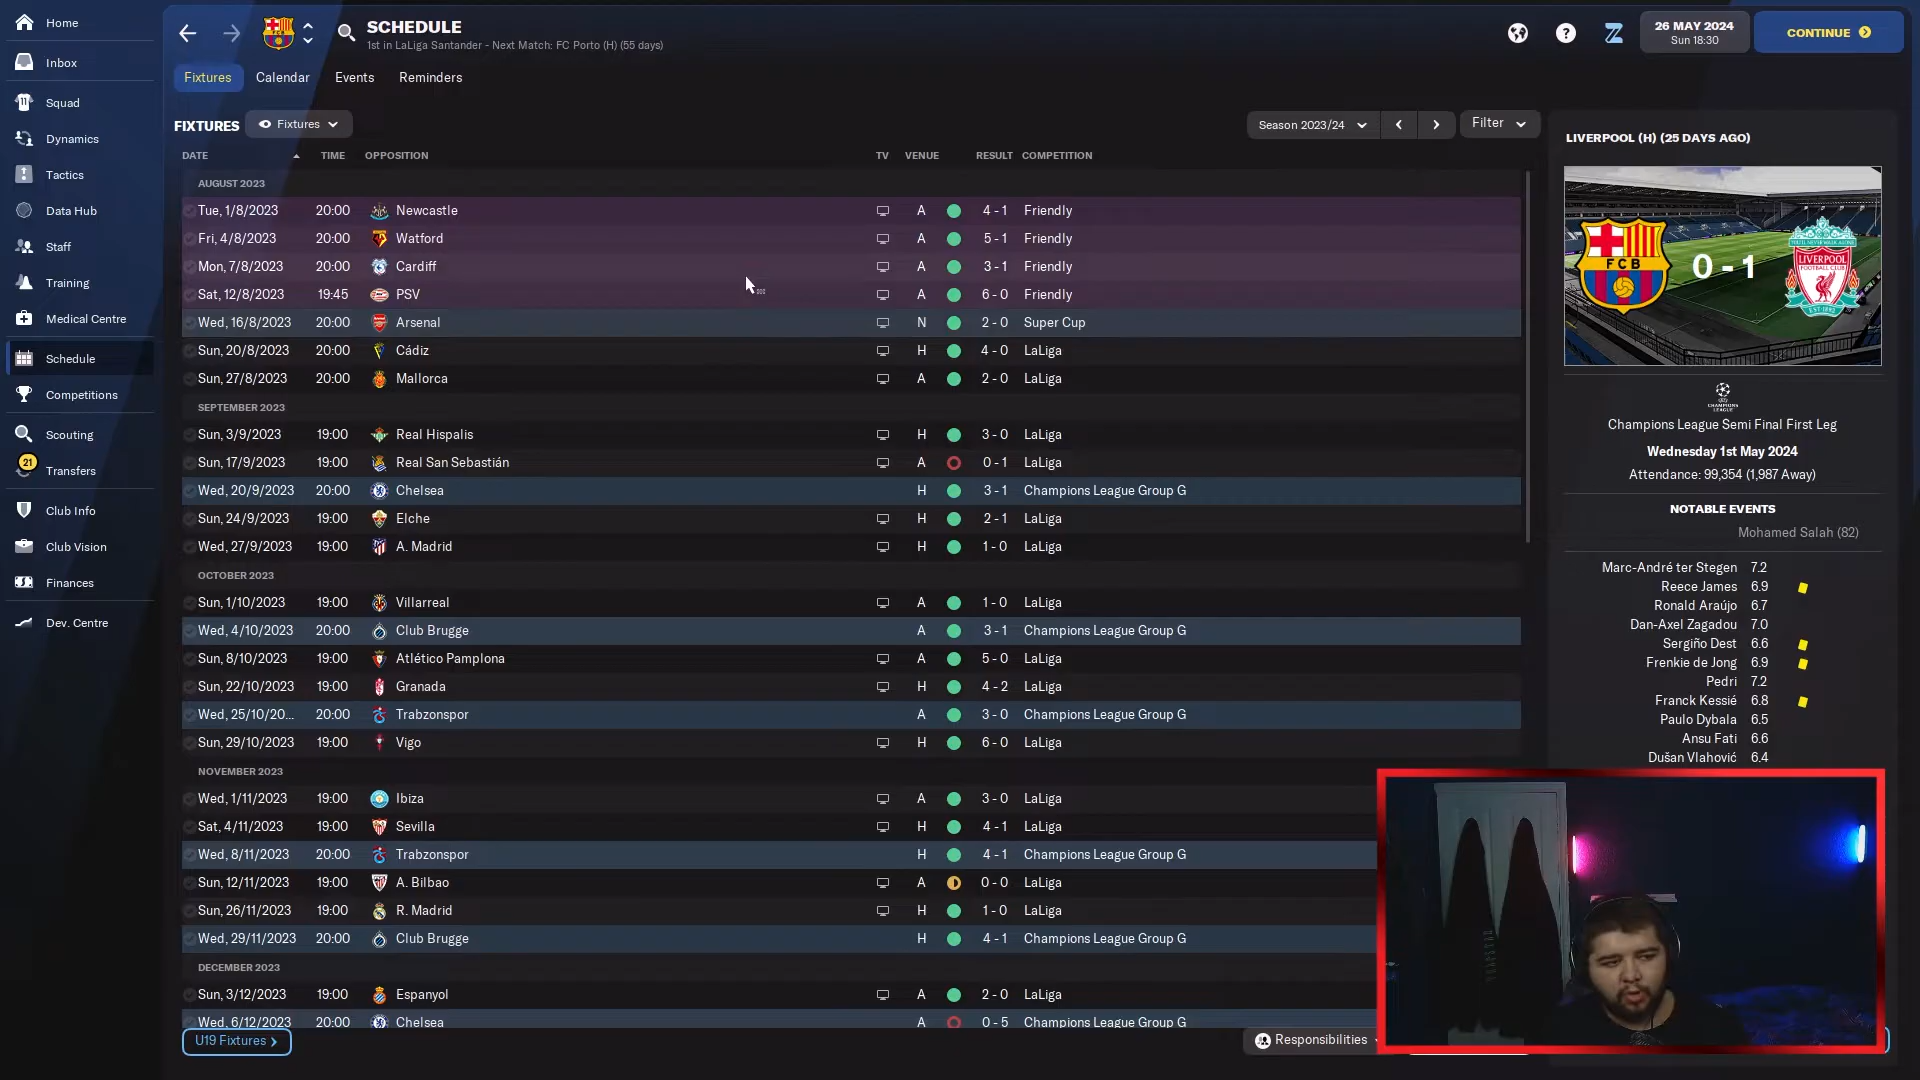 Home
Inbox
Squad
Dynamics
Tactics
Data Hub
Staff
Training
Medical Centre
Schedule
Competitions
Scouting
21
Transfers
Club Info
Club Vision
Finances
Dev. Centre
SCHEDULE
1st in LaLiga Santander - Next Match: FC Porto (H) (55 days)
26 MAY 2024
Sun 18:30
CONTINUE
Fixtures Calendar Events Reminders
FIXTURES Fixtures Season 2023/24 Filter
DATE TIME OPPOSITION TV VENUE RESULT COMPETITION
AUGUST 2023
Tue, 1/8/2023 20:00 Newcastle A 4 - 1 Friendly
Fri, 4/8/2023 20:00 Watford A 5 - 1 Friendly
Mon, 7/8/2023 20:00 Cardiff A 3 - 1 Friendly
Sat, 12/8/2023 19:45 PSV A 6 - 0 Friendly
Wed, 16/8/2023 20:00 Arsenal N 2 - 0 Super Cup
Sun, 20/8/2023 20:00 Cádiz H 4 - 0 LaLiga
Sun, 27/8/2023 20:00 Mallorca A 2 - 0 LaLiga
SEPTEMBER 2023
Sun, 3/9/2023 19:00 Real Hispalis H 3 - 0 LaLiga
Sun, 17/9/2023 19:00 Real San Sebastián A 0 - 1 LaLiga
Wed, 20/9/2023 20:00 Chelsea H 3 - 1 Champions League Group G
Sun, 24/9/2023 19:00 Elche H 2 - 1 LaLiga
Wed, 27/9/2023 19:00 A. Madrid H 1 - 0 LaLiga
OCTOBER 2023
Sun, 1/10/2023 19:00 Villarreal A 1 - 0 LaLiga
Wed, 4/10/2023 20:00 Club Brugge A 3 - 1 Champions League Group G
Sun, 8/10/2023 19:00 Atlético Pamplona A 5 - 0 LaLiga
Sun, 22/10/2023 19:00 Granada H 4 - 2 LaLiga
Wed, 25/10/20... 20:00 Trabzonspor A 3 - 0 Champions League Group G
Sun, 29/10/2023 19:00 Vigo H 6 - 0 LaLiga
NOVEMBER 2023
Wed, 1/11/2023 19:00 Ibiza A 3 - 0 LaLiga
Sat, 4/11/2023 19:00 Sevilla H 4 - 1 LaLiga
Wed, 8/11/2023 20:00 Trabzonspor H 4 - 1 Champions League Group G
Sun, 12/11/2023 19:00 A. Bilbao A 0 - 0 LaLiga
Sun, 26/11/2023 19:00 R. Madrid H 1 - 0 LaLiga
Wed, 29/11/2023 20:00 Club Brugge H 4 - 1 Champions League Group G
DECEMBER 2023
Sun, 3/12/2023 19:00 Espanyol A 2 - 0 LaLiga
Wed, 6/12/2023 20:00 Chelsea A 0 - 5 Champions League Group G
U19 Fixtures
Responsibilities
LIVERPOOL (H) (25 DAYS AGO)
FCB
0 - 1
LIVERPOOL
FOOTBALL CLUB
EST·1892
CHAMPIONS
LEAGUE
Champions League Semi Final First Leg
Wednesday 1st May 2024
Attendance: 99,354 (1,987 Away)
NOTABLE EVENTS
Mohamed Salah (82)
Marc-André ter Stegen 7.2
Reece James 6.9
Ronald Araújo 6.7
Dan-Axel Zagadou 7.0
Sergiño Dest 6.6
Frenkie de Jong 6.9
Pedri 7.2
Franck Kessié 6.8
Paulo Dybala 6.5
Ansu Fati 6.6
Dušan Vlahović 6.4